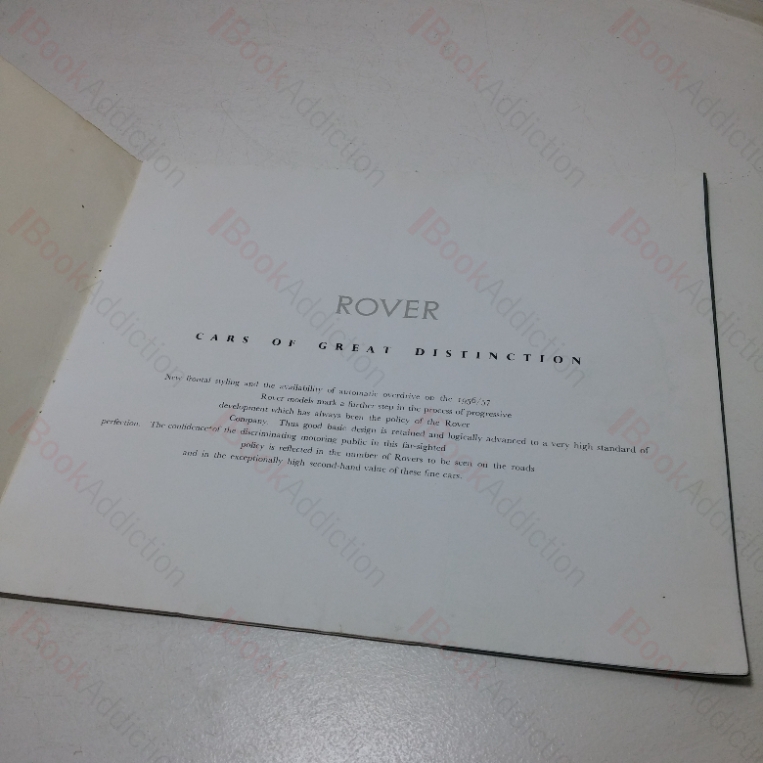 ROVER
CARS OF GREAT DISTINCTION
New frontal styling and the availability of automatic overdrive on the 1956/57
Rover models mark a further step in the process of progressive
development which has always been the policy of the Rover
Company. Thus good basic design is retained and logically advanced to a very high standard of
perfection. The confidence of the discriminating motoring public in this far-sighted
policy is reflected in the number of Rovers to be seen on the roads
and in the exceptionally high second-hand value of these fine cars.
BookAddiction